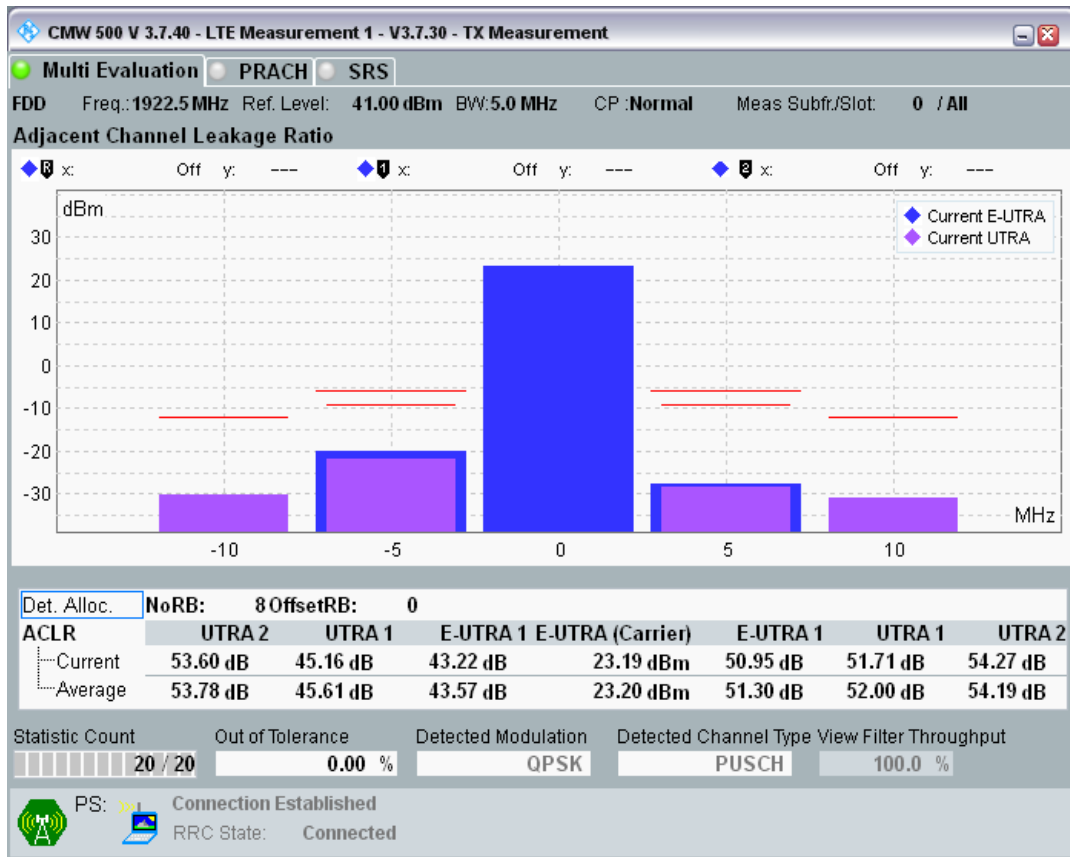 CMW 500 V 3.7.40 - LTE Measurement 1 - V3.7.30 - TX Measurement
Multi Evaluation PRACH SRS
FDD Freq.:1922.5 MHz Ref. Level: 41.00 dBm BW:5.0 MHz CP :Normal Meas Subfr./Slot: 0 / All
Adjacent Channel Leakage Ratio
R x: Off y: --- 1 x: Off y: --- 2 x: Off y: ---
dBm
Current E-UTRA
Current UTRA
30
20
10
0
-10
-20
-30
MHz
-10 -5 0 5 10
Det. Alloc. NoRB: 8 OffsetRB: 0
ACLR UTRA 2 UTRA 1 E-UTRA 1 E-UTRA (Carrier) E-UTRA 1 UTRA 1 UTRA 2
Current 53.60 dB 45.16 dB 43.22 dB 23.19 dBm 50.95 dB 51.71 dB 54.27 dB
Average 53.78 dB 45.61 dB 43.57 dB 23.20 dBm 51.30 dB 52.00 dB 54.19 dB
Statistic Count Out of Tolerance Detected Modulation Detected Channel Type View Filter Throughput
20 / 20 0.00 % QPSK PUSCH 100.0 %
PS: Connection Established
RRC State: Connected